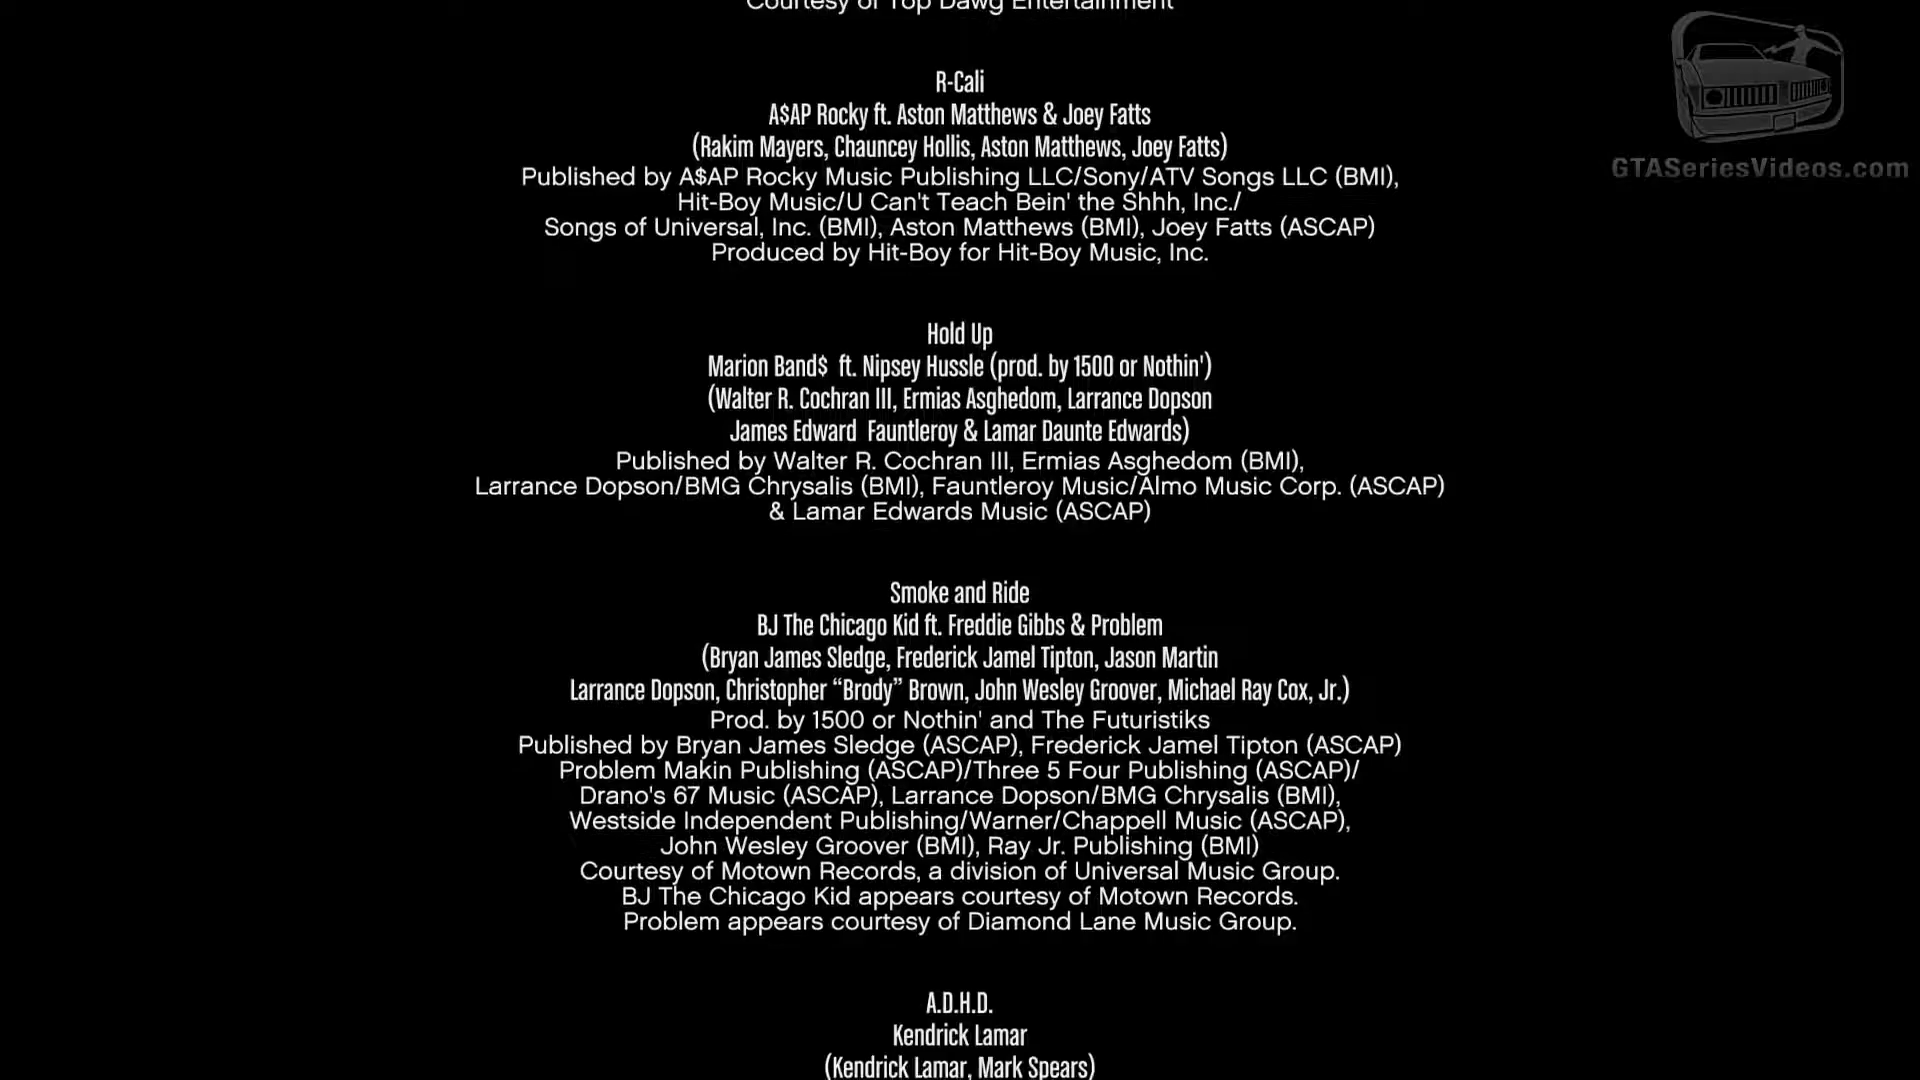 Courtesy of Top Dawg Entertainment
R-Cali
A$AP Rocky ft. Aston Matthews & Joey Fatts
(Rakim Mayers, Chauncey Hollis, Aston Matthews, Joey Fatts)
Published by A$AP Rocky Music Publishing LLC/Sony/ATV Songs LLC (BMI),
Hit-Boy Music/U Can't Teach Bein' the Shhh, Inc./
Songs of Universal, Inc. (BMI), Aston Matthews (BMI), Joey Fatts (ASCAP)
Produced by Hit-Boy for Hit-Boy Music, Inc.
Hold Up
Marion Band$ ft. Nipsey Hussle (prod. by 1500 or Nothin')
(Walter R. Cochran III, Ermias Asghedom, Larrance Dopson
James Edward Fauntleroy & Lamar Daunte Edwards)
Published by Walter R. Cochran III, Ermias Asghedom (BMI),
Larrance Dopson/BMG Chrysalis (BMI), Fauntleroy Music/Almo Music Corp. (ASCAP)
& Lamar Edwards Music (ASCAP)
Smoke and Ride
BJ The Chicago Kid ft. Freddie Gibbs & Problem
(Bryan James Sledge, Frederick Jamel Tipton, Jason Martin
Larrance Dopson, Christopher “Brody” Brown, John Wesley Groover, Michael Ray Cox, Jr.)
Prod. by 1500 or Nothin' and The Futuristiks
Published by Bryan James Sledge (ASCAP), Frederick Jamel Tipton (ASCAP)
Problem Makin Publishing (ASCAP)/Three 5 Four Publishing (ASCAP)/
Drano's 67 Music (ASCAP), Larrance Dopson/BMG Chrysalis (BMI),
Westside Independent Publishing/Warner/Chappell Music (ASCAP),
John Wesley Groover (BMI), Ray Jr. Publishing (BMI)
Courtesy of Motown Records, a division of Universal Music Group.
BJ The Chicago Kid appears courtesy of Motown Records.
Problem appears courtesy of Diamond Lane Music Group.
A.D.H.D.
Kendrick Lamar
(Kendrick Lamar, Mark Spears)
GTASeriesVideos.com